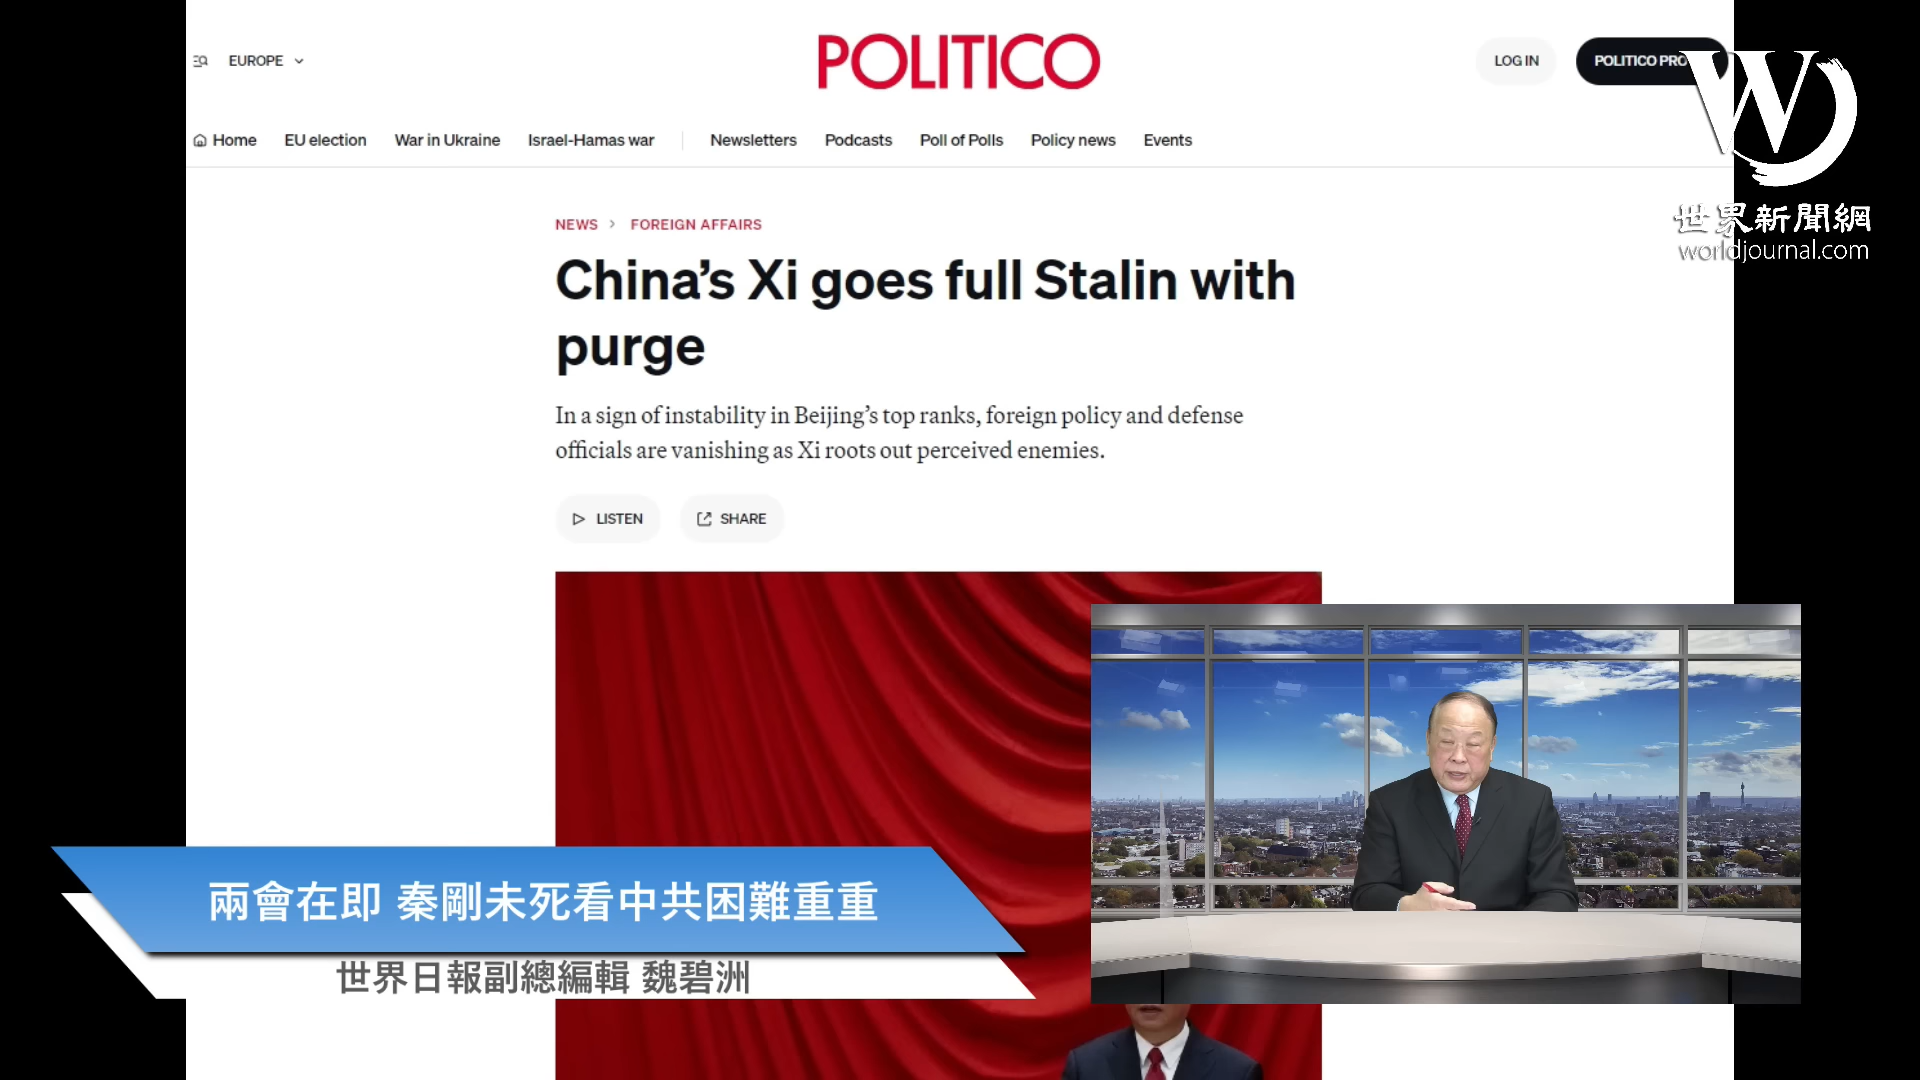 EUROPE
POLITICO
LOG IN
POLITICO PRO
Home
EU election
War in Ukraine
Israel-Hamas war
Newsletters
Podcasts
Poll of Polls
Policy news
Events
W
世界新聞網
worldjournal.com
NEWS > FOREIGN AFFAIRS
China’s Xi goes full Stalin with
purge
In a sign of instability in Beijing’s top ranks, foreign policy and defense
officials are vanishing as Xi roots out perceived enemies.
LISTEN
SHARE
兩會在即 秦剛未死看中共困難重重
世界日報副總編輯 魏碧洲